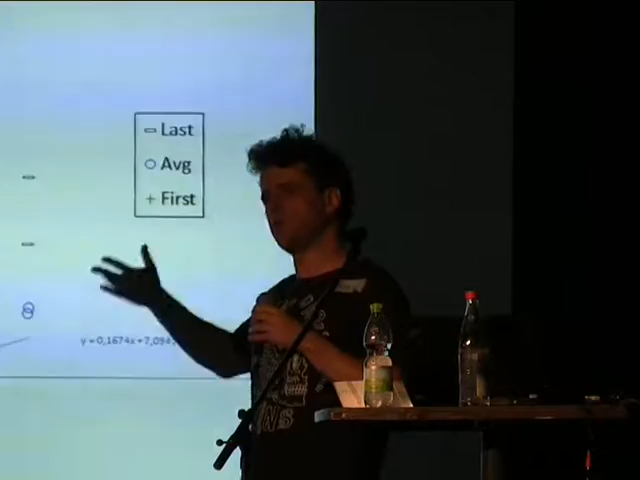 Last
Avg
First
y = 0,1674x + 7,094